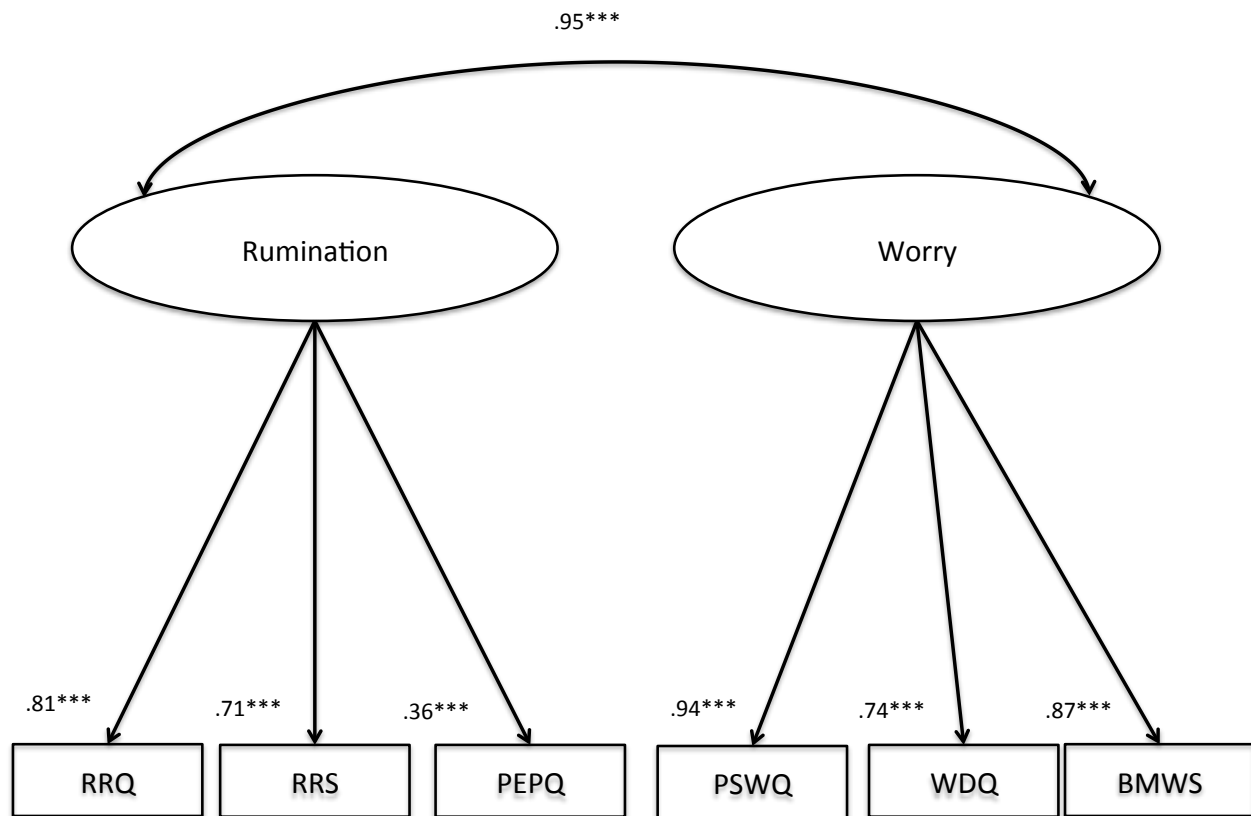 .95***
Rumination
Worry
.81***
.71***
.36***
.94***
.74***
.87***
RRQ
RRS
PEPQ
PSWQ
WDQ
BMWS